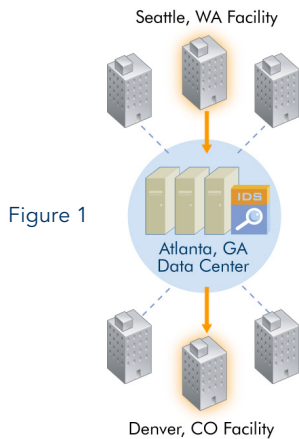 Seattle, WA Facility
IDS
Figure 1
Atlanta, GA
Data Center
Denver, CO Facility